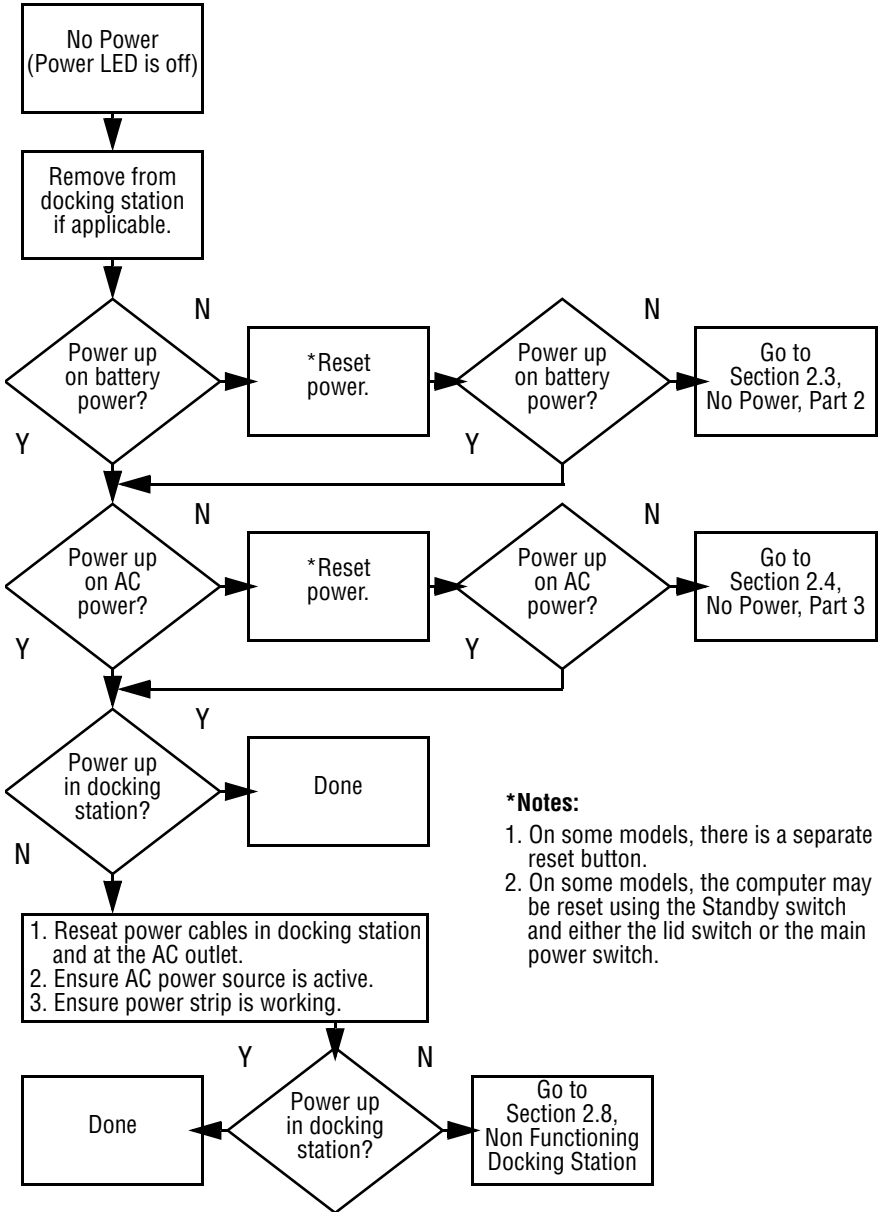 No Power
(Power LED is off)
Remove from
docking station
if applicable.
N
Power up
on battery
power?
Y
*Reset
power.
N
Power up
on battery
power?
Y
Go to
Section 2.3,
No Power, Part 2
N
Power up
on AC
power?
Y
*Reset
power.
N
Power up
on AC
power?
Y
Go to
Section 2.4,
No Power, Part 3
Y
Power up
in docking
station?
N
Done
*Notes:
1. On some models, there is a separate
reset button.
2. On some models, the computer may
be reset using the Standby switch
and either the lid switch or the main
power switch.
1. Reseat power cables in docking station
and at the AC outlet.
2. Ensure AC power source is active.
3. Ensure power strip is working.
Y
N
Done
Power up
in docking
station?
Go to
Section 2.8,
Non Functioning
Docking Station